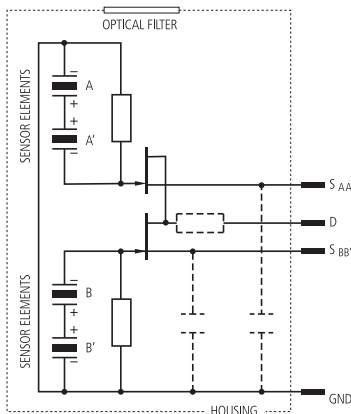 OPTICAL FILTER
SENSOR ELEMENTS
A
A'
S AA'
D
S BB'
SENSOR ELEMENTS
B
B'
GND
HOUSING